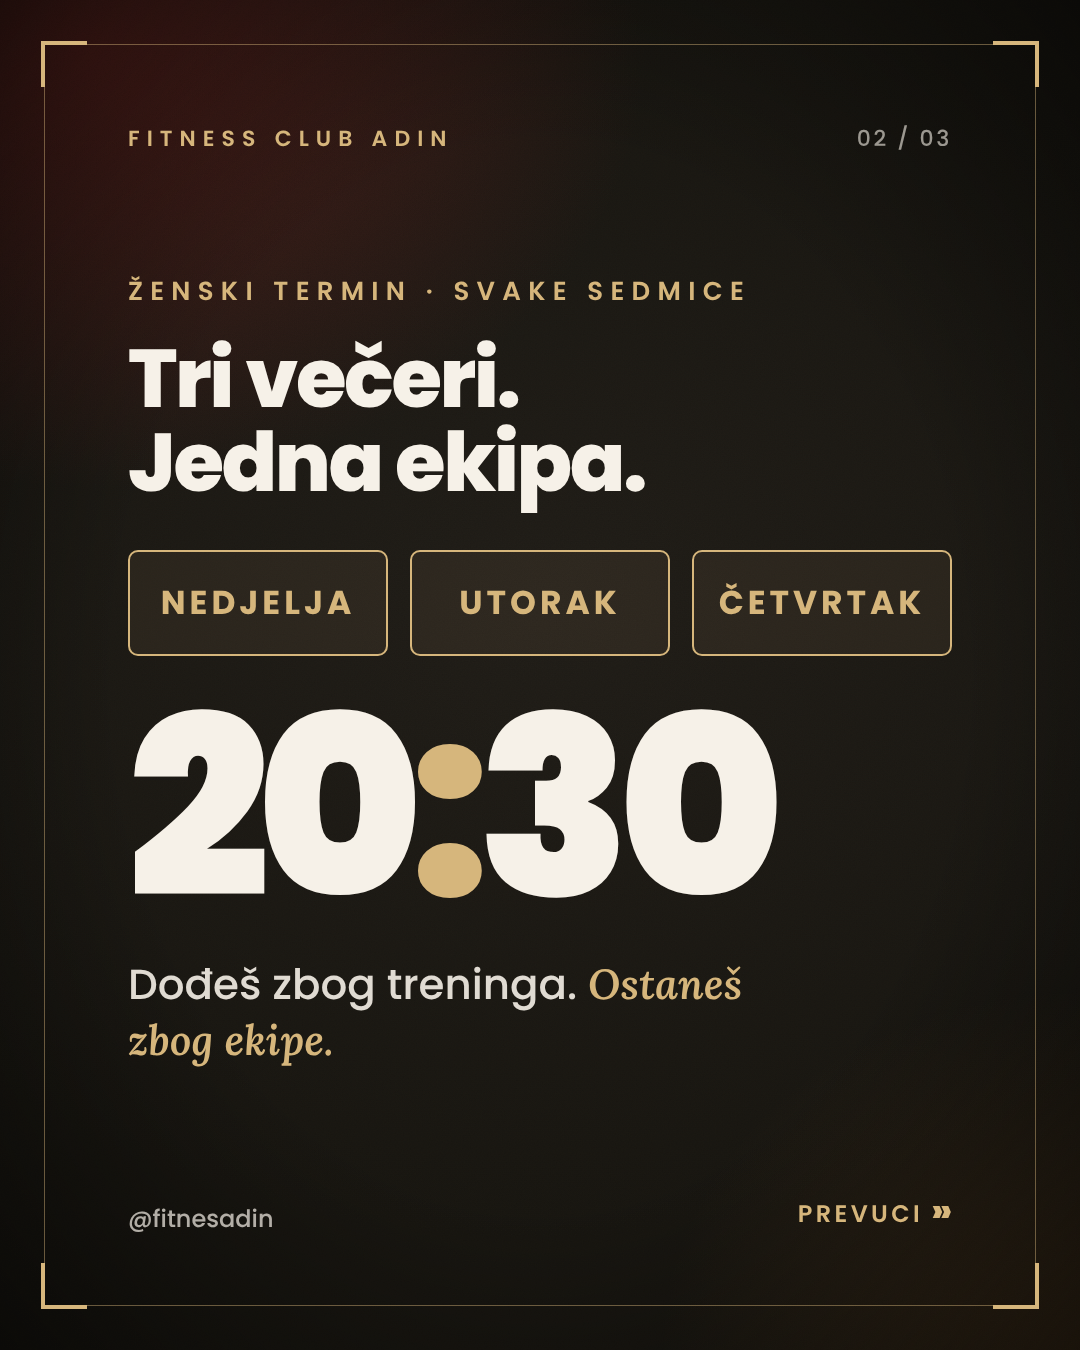 FITNESS CLUB ADIN
02 / 03
ŽENSKI TERMIN · SVAKE SEDMICE
Tri večeri.
Jedna ekipa.
NEDJELJA
UTORAK
ČETVRTAK
20:30
Dođeš zbog treninga. Ostaneš
zbog ekipe.
@fitnesadin
PREVUCI »